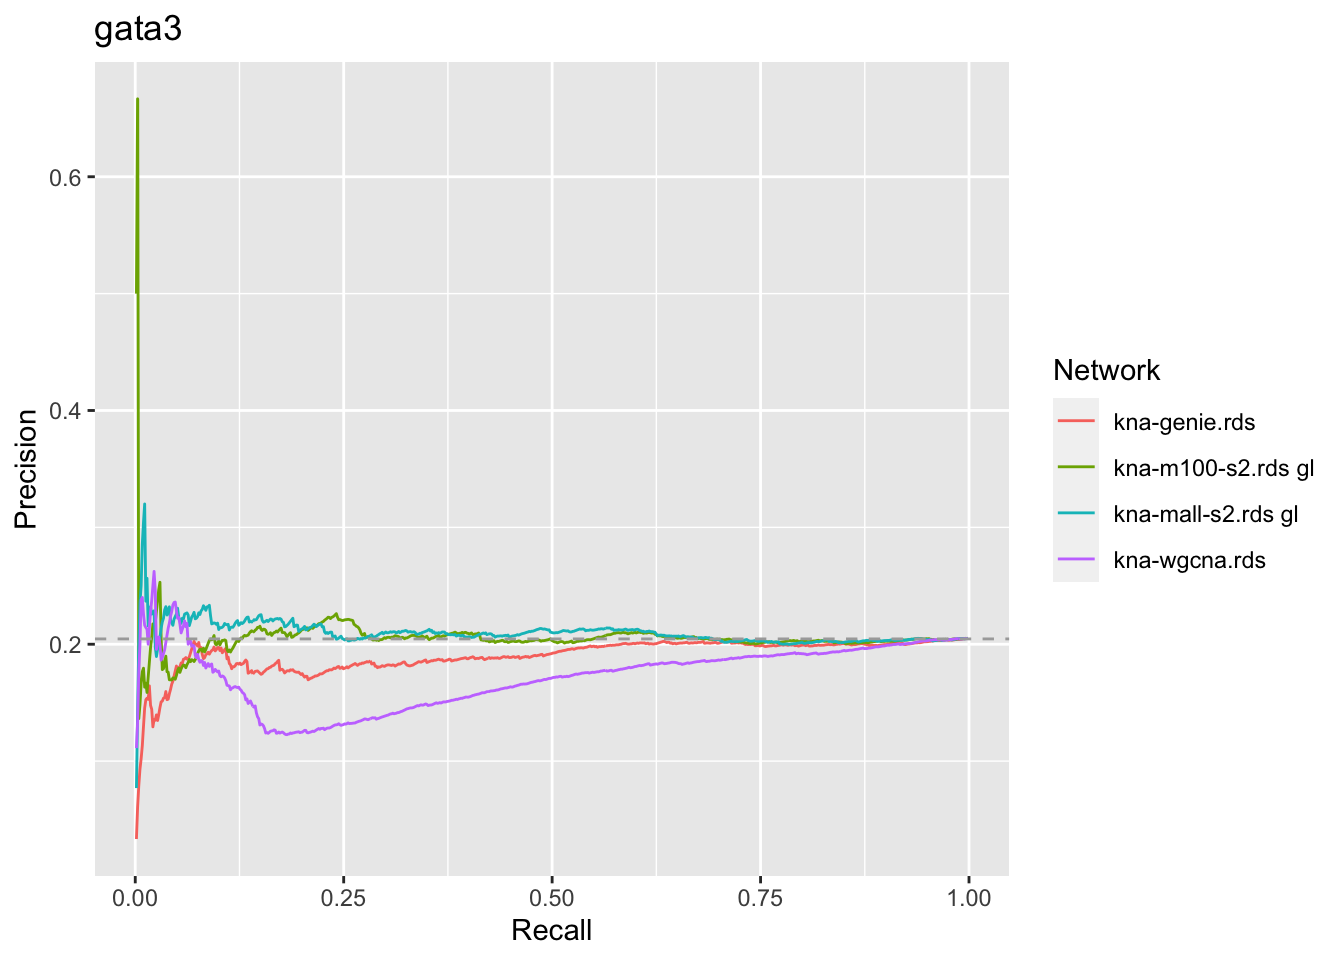 gata3
Precision
0.6
0.4
0.2
0.00 0.25 0.50 0.75 1.00
Recall
Network
kna-genie.rds
kna-m100-s2.rds gl
kna-mall-s2.rds gl
kna-wgcna.rds